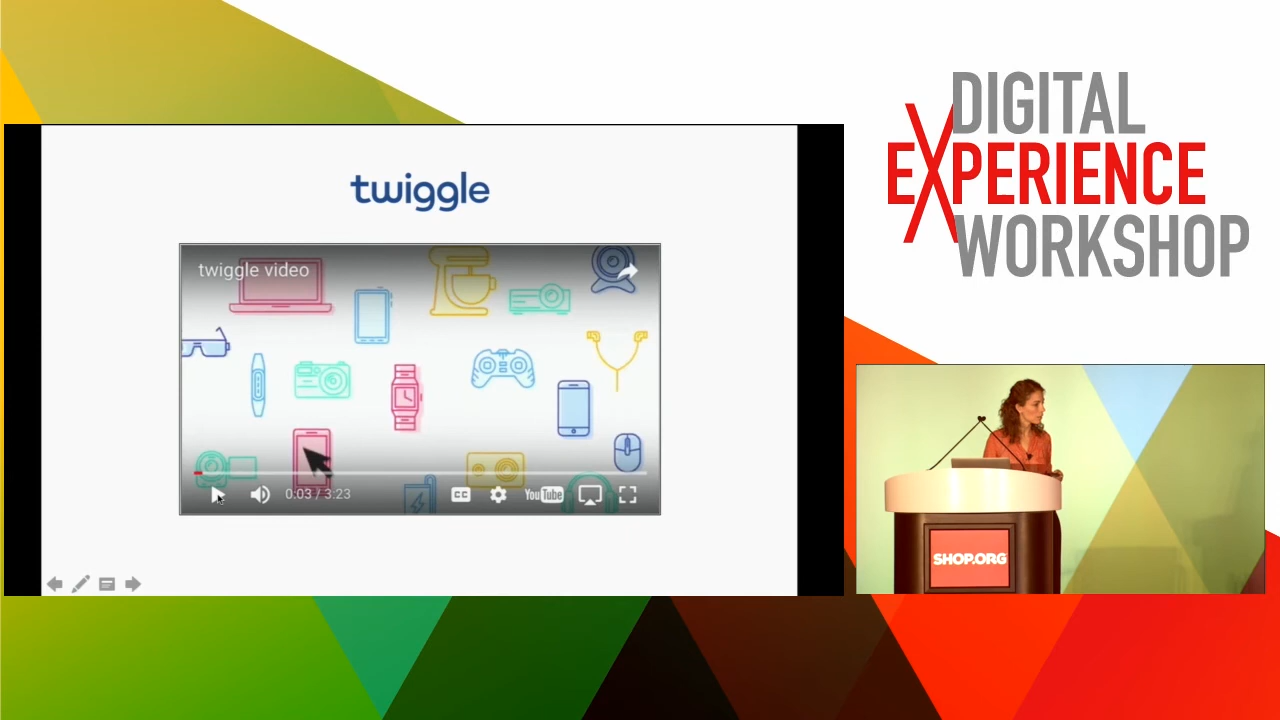 DIGITAL
EXPERIENCE
WORKSHOP
twiggle
twiggle video
0:03 / 3:23
CC
YouTube
SHOP.ORG